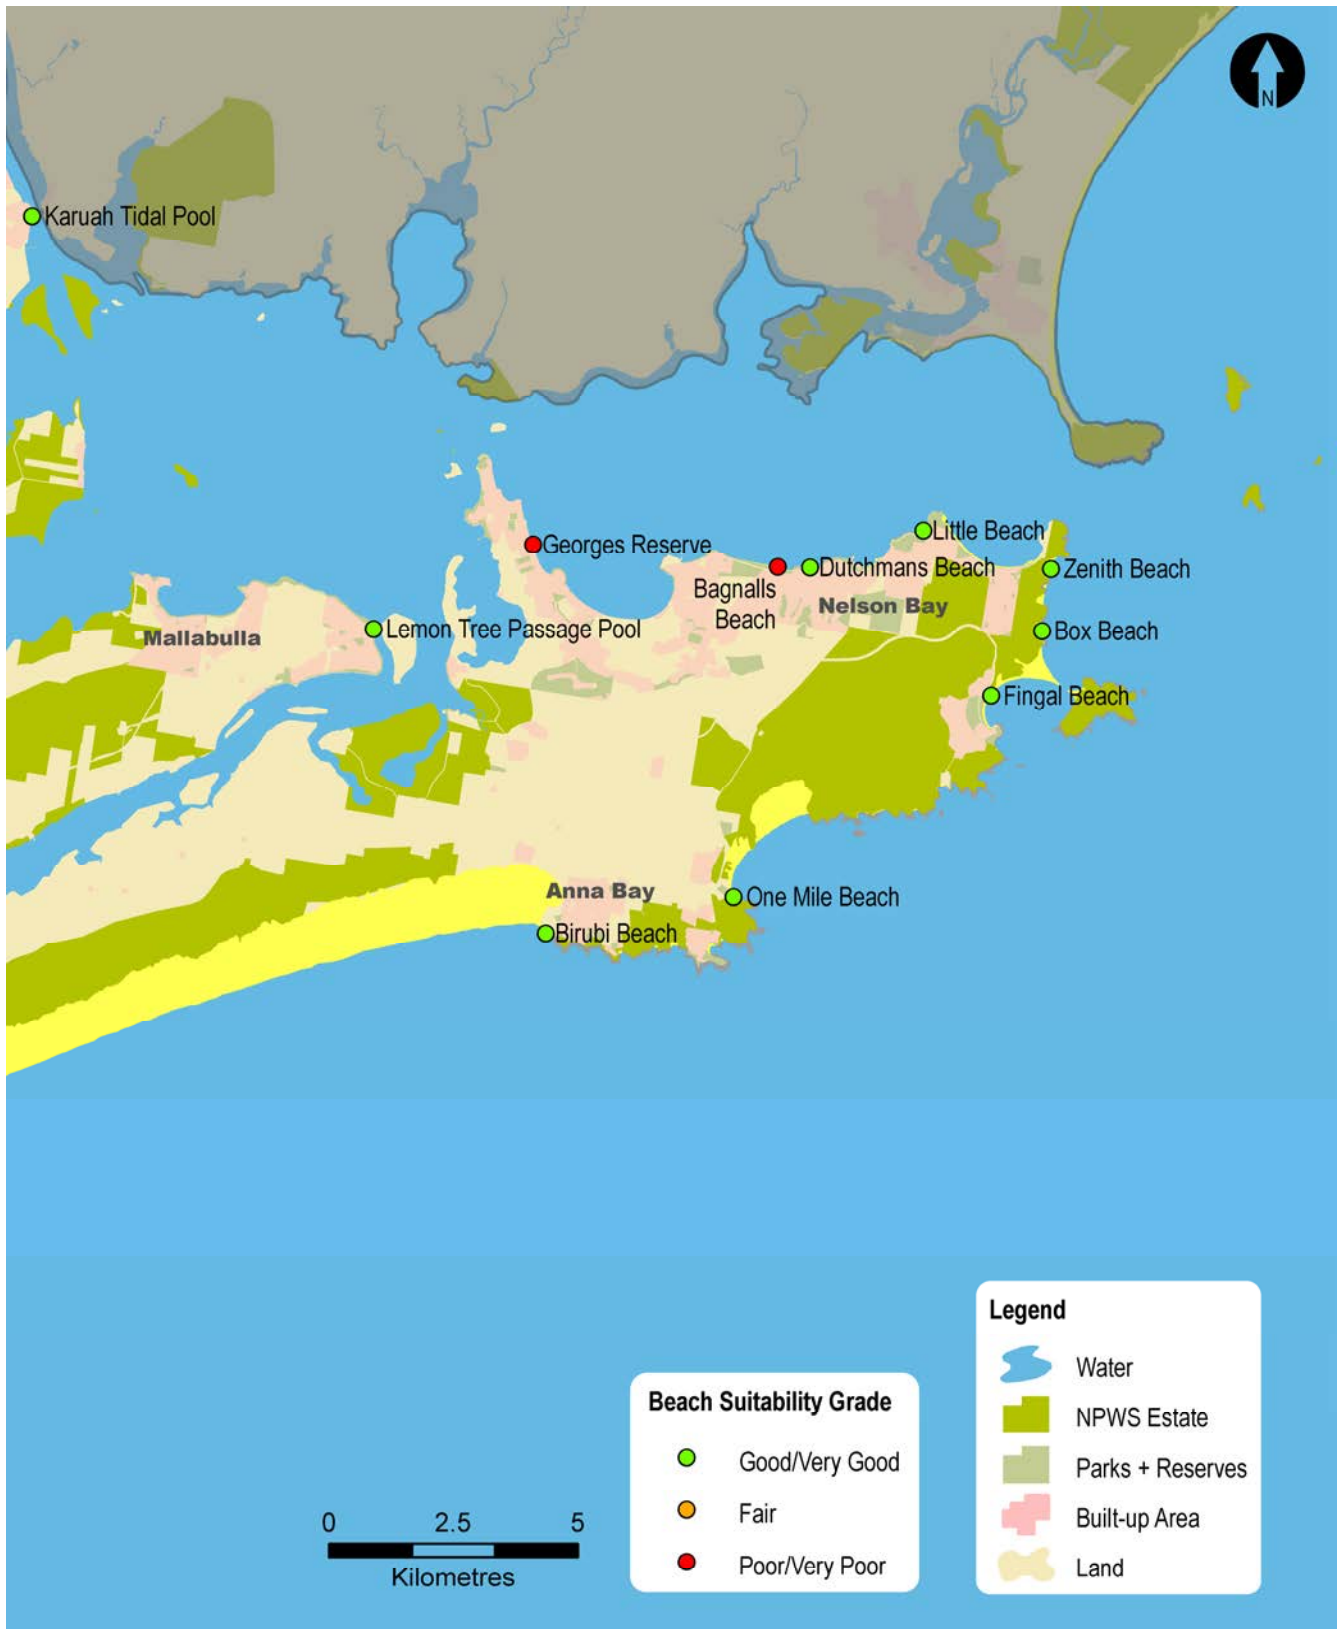 N
Karuah Tidal Pool
Little Beach
Georges Reserve
Dutchmans Beach
Zenith Beach
Bagnalls
Beach
Nelson Bay
Lemon Tree Passage Pool
Mallabulla
Box Beach
Fingal Beach
Anna Bay
One Mile Beach
Birubi Beach
Legend
Water
NPWS Estate
Parks + Reserves
Built-up Area
Land
Beach Suitability Grade
Good/Very Good
Fair
Poor/Very Poor
0 2.5 5
Kilometres